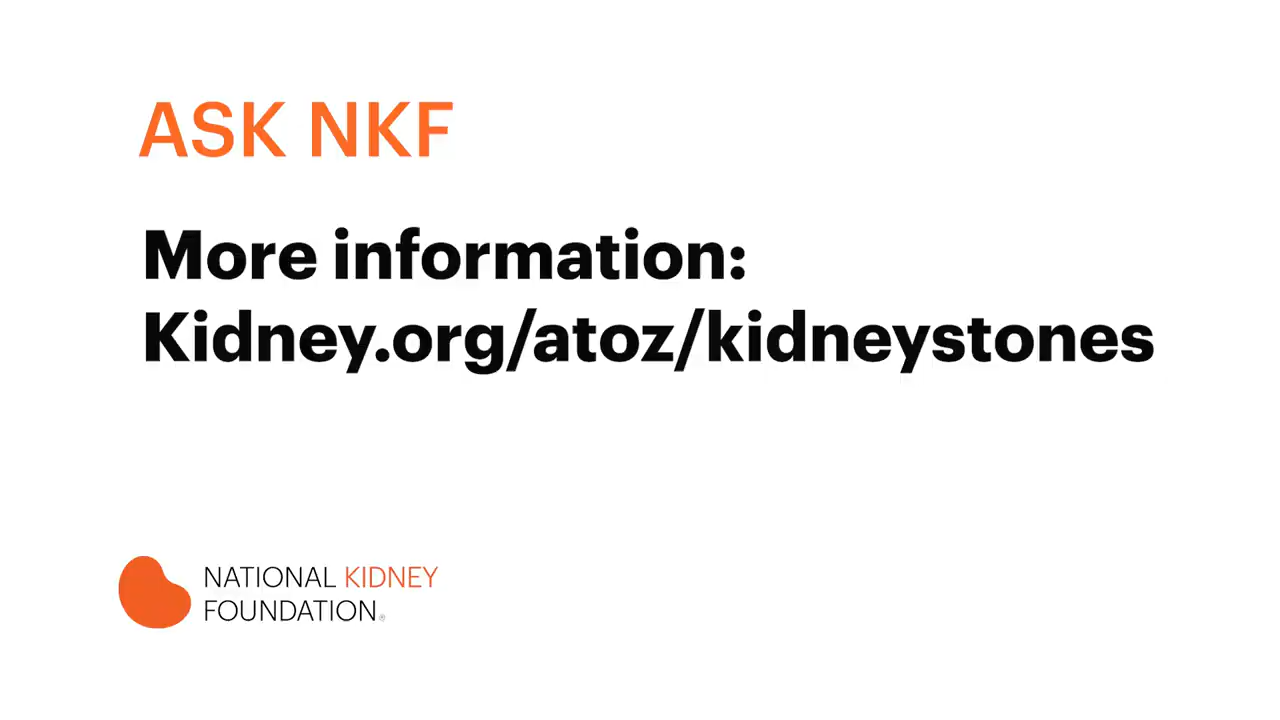 ASK NKF
More information:
Kidney.org/atoz/kidneystones
NATIONAL KIDNEY
FOUNDATION®